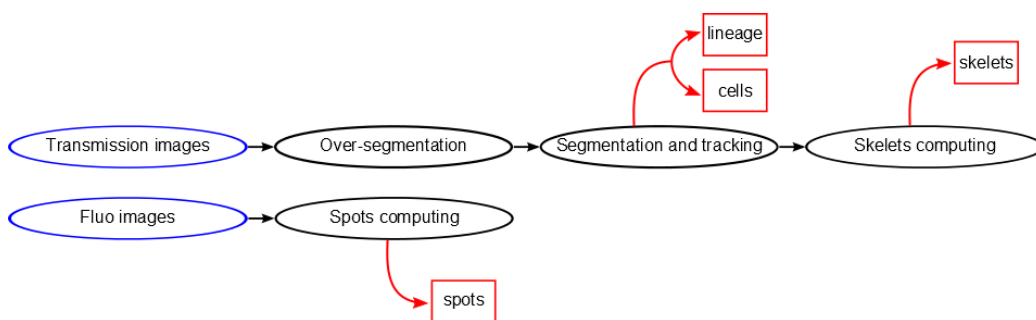 lineage
skelets
cells
Transmission images
Over-segmentation
Segmentation and tracking
Skelets computing
Fluo images
Spots computing
spots